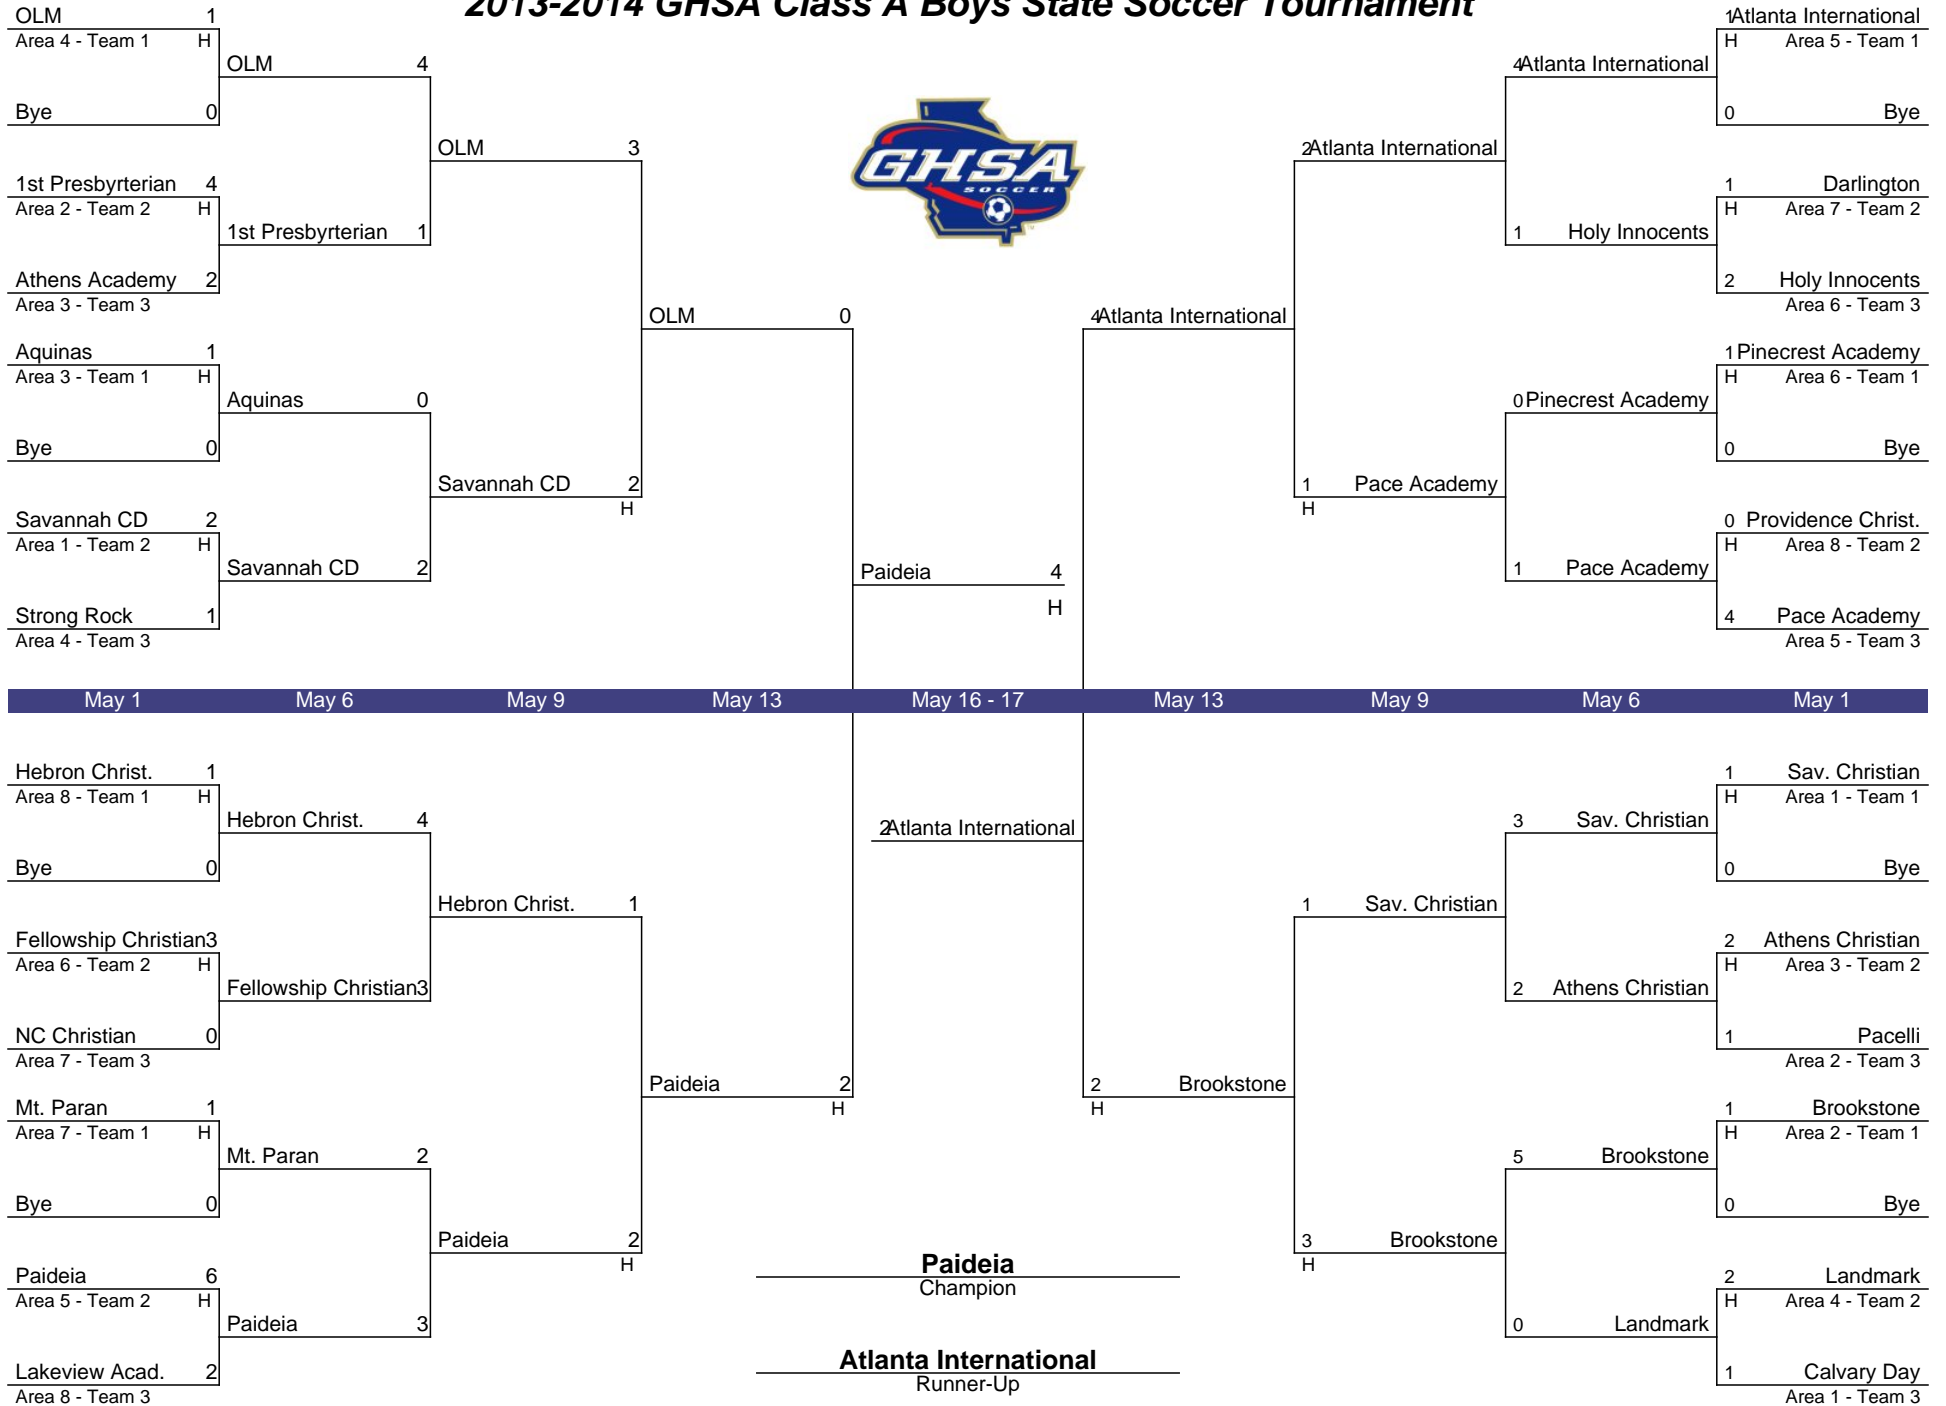 2013-2014 GHSA Class A Boys State Soccer Tournament
OLM 1
Area 4 - Team 1 H
Bye 0
1st Presbyrterian 4
Area 2 - Team 2 H
Athens Academy 2
Area 3 - Team 3
Aquinas 1
Area 3 - Team 1 H
Bye 0
Savannah CD 2
Area 1 - Team 2 H
Strong Rock 1
Area 4 - Team 3
OLM 4
1st Presbyrterian 1
Aquinas 0
Savannah CD 2
OLM 3
Savannah CD 2
H
OLM 0
GHSA
SOCCER
Paideia 4
H
4 Atlanta International
2 Atlanta International
1 Pace Academy
H
4 Atlanta International
1 Holy Innocents
0 Pinecrest Academy
1 Pace Academy
1 Atlanta International
H Area 5 - Team 1
0 Bye
1 Darlington
H Area 7 - Team 2
2 Holy Innocents
Area 6 - Team 3
1 Pinecrest Academy
H Area 6 - Team 1
0 Bye
0 Providence Christ.
H Area 8 - Team 2
4 Pace Academy
Area 5 - Team 3
May 1 May 6 May 9 May 13 May 16 - 17 May 13 May 9 May 6 May 1
Hebron Christ. 1
Area 8 - Team 1 H
Bye 0
Fellowship Christian 3
Area 6 - Team 2 H
NC Christian 0
Area 7 - Team 3
Mt. Paran 1
Area 7 - Team 1 H
Bye 0
Paideia 6
Area 5 - Team 2 H
Lakeview Acad. 2
Area 8 - Team 3
Hebron Christ. 4
Fellowship Christian 3
Mt. Paran 2
Paideia 3
Hebron Christ. 1
Paideia 2
H
Paideia 2
H
2 Atlanta International
Paideia
Champion
Atlanta International
Runner-Up
2 Brookstone
H
1 Sav. Christian
3 Brookstone
H
3 Sav. Christian
2 Athens Christian
5 Brookstone
0 Landmark
1 Sav. Christian
H Area 1 - Team 1
0 Bye
2 Athens Christian
H Area 3 - Team 2
1 Pacelli
Area 2 - Team 3
1 Brookstone
H Area 2 - Team 1
0 Bye
2 Landmark
H Area 4 - Team 2
1 Calvary Day
Area 1 - Team 3